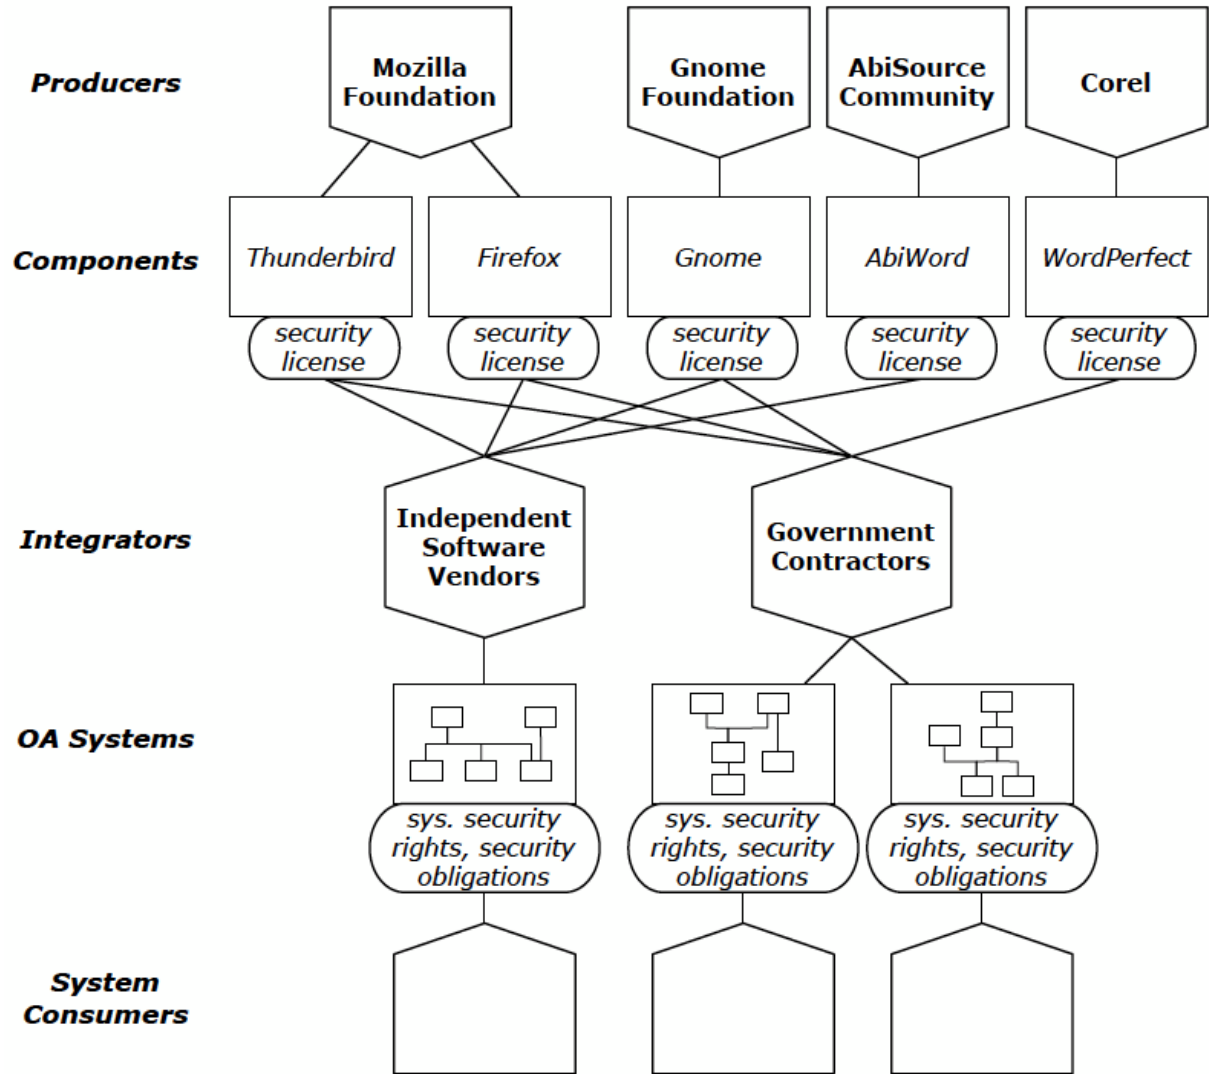 Producers
Mozilla
Foundation
Gnome
Foundation
AbiSource
Community
Corel
Components
Thunderbird
Firefox
Gnome
AbiWord
WordPerfect
security
license
security
license
security
license
security
license
security
license
Integrators
Independent
Software
Vendors
Government
Contractors
OA Systems
sys. security
rights, security
obligations
sys. security
rights, security
obligations
sys. security
rights, security
obligations
System
Consumers